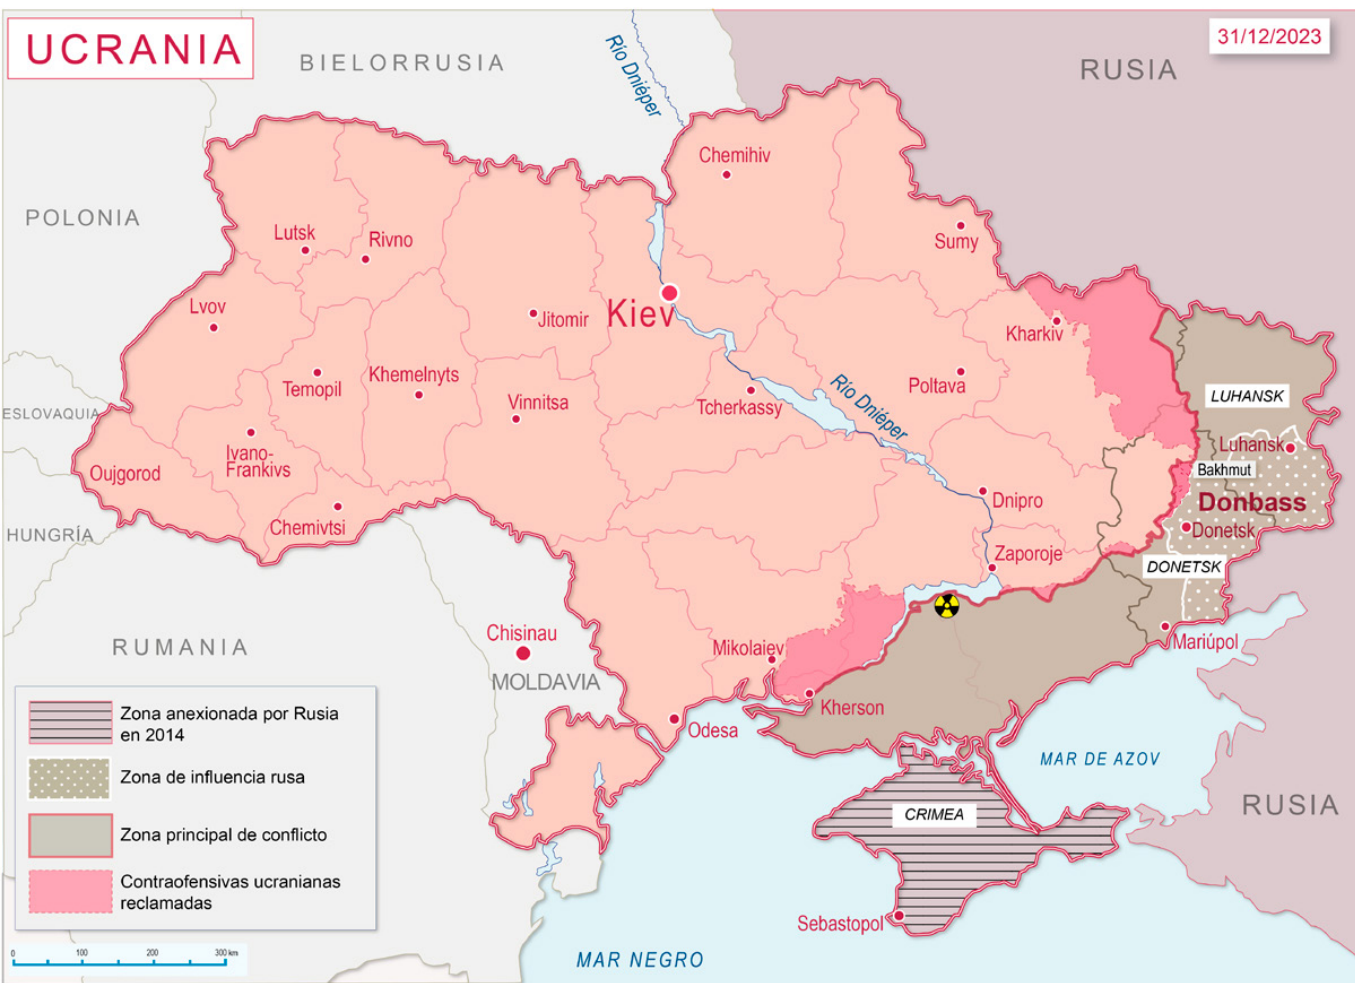 UCRANIA
31/12/2023
BIELORRUSIA
Río Dniéper
RUSIA
Chemihiv
POLONIA
Lutsk
Rivno
Sumy
Lvov
Jitomir
Kiev
Kharkiv
Temopil
Khemelnyts
Vinnitsa
Tcherkassy
Río Dniéper
Poltava
LUHANSK
ESLOVAQUIA
Oujgorod
Ivano-
Frankivs
Luhansk
Bakhmut
Donbass
Chemivtsi
Dnipro
Donetsk
HUNGRÍA
Zaporoje
DONETSK
RUMANIA
Chisinau
MOLDAVIA
Mikolaiev
Mariúpol
Kherson
Odesa
MAR DE AZOV
RUSIA
CRIMEA
Sebastopol
MAR NEGRO
Zona anexionada por Rusia
en 2014
Zona de influencia rusa
Zona principal de conflicto
Contraofensivas ucranianas
reclamadas
0 100 200 300 km